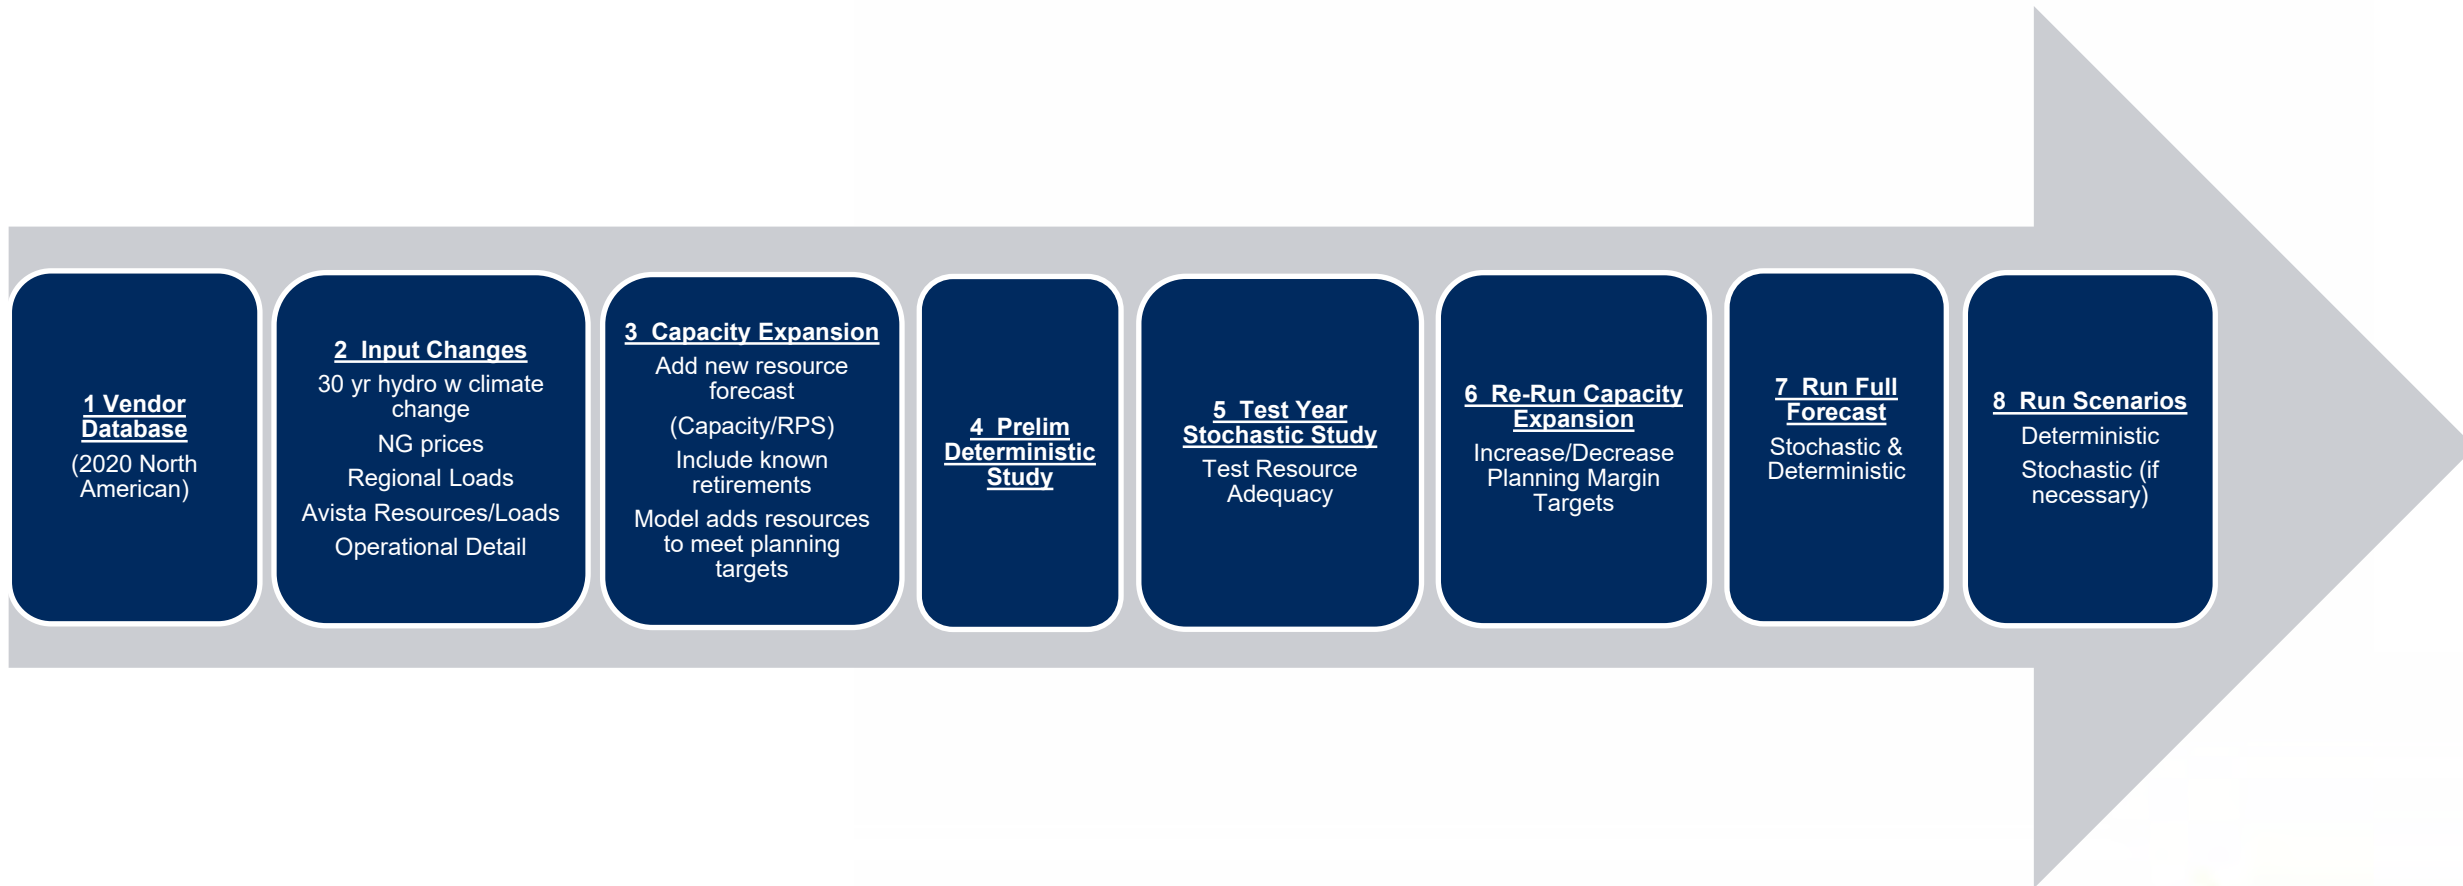 1 Vendor
Database
(2020 North
American)
2  Input Changes
30 yr hydro w climate
change
NG prices
Regional Loads
Avista Resources/Loads
Operational Detail
3  Capacity Expansion
Add new resource
forecast
(Capacity/RPS)
Include known
retirements
Model adds resources
to meet planning
targets
4  Prelim
Deterministic
Study
5  Test Year
Stochastic Study
Test Resource
Adequacy
6  Re-Run Capacity
Expansion
Increase/Decrease
Planning Margin
Targets
7  Run Full
Forecast
Stochastic &
Deterministic
8  Run Scenarios
Deterministic
Stochastic (if
necessary)